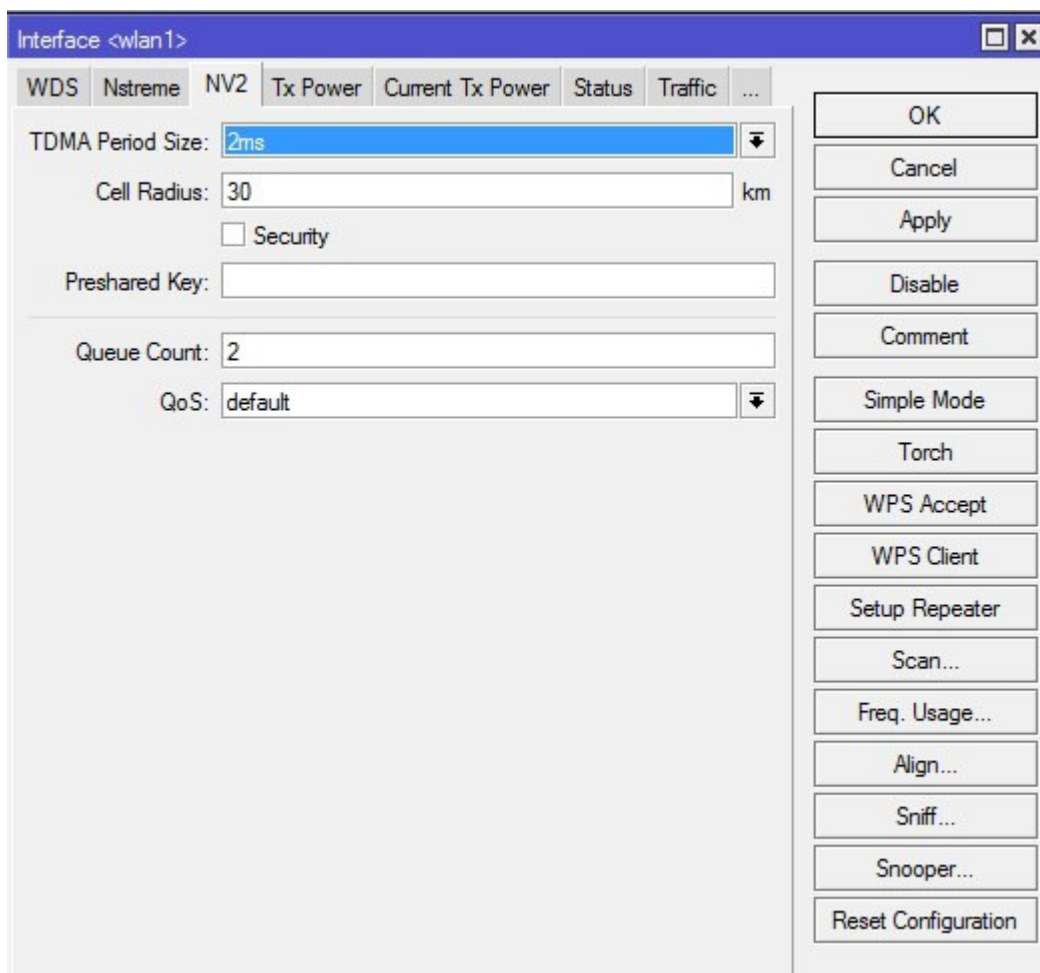 Interface <wlan1>
WDS Nstreme NV2 Tx Power Current Tx Power Status Traffic ...
TDMA Period Size: 2ms
Cell Radius: 30 km
Security
Preshared Key:
Queue Count: 2
QoS: default
OK
Cancel
Apply
Disable
Comment
Simple Mode
Torch
WPS Accept
WPS Client
Setup Repeater
Scan...
Freq. Usage...
Align...
Sniff...
Snooper...
Reset Configuration